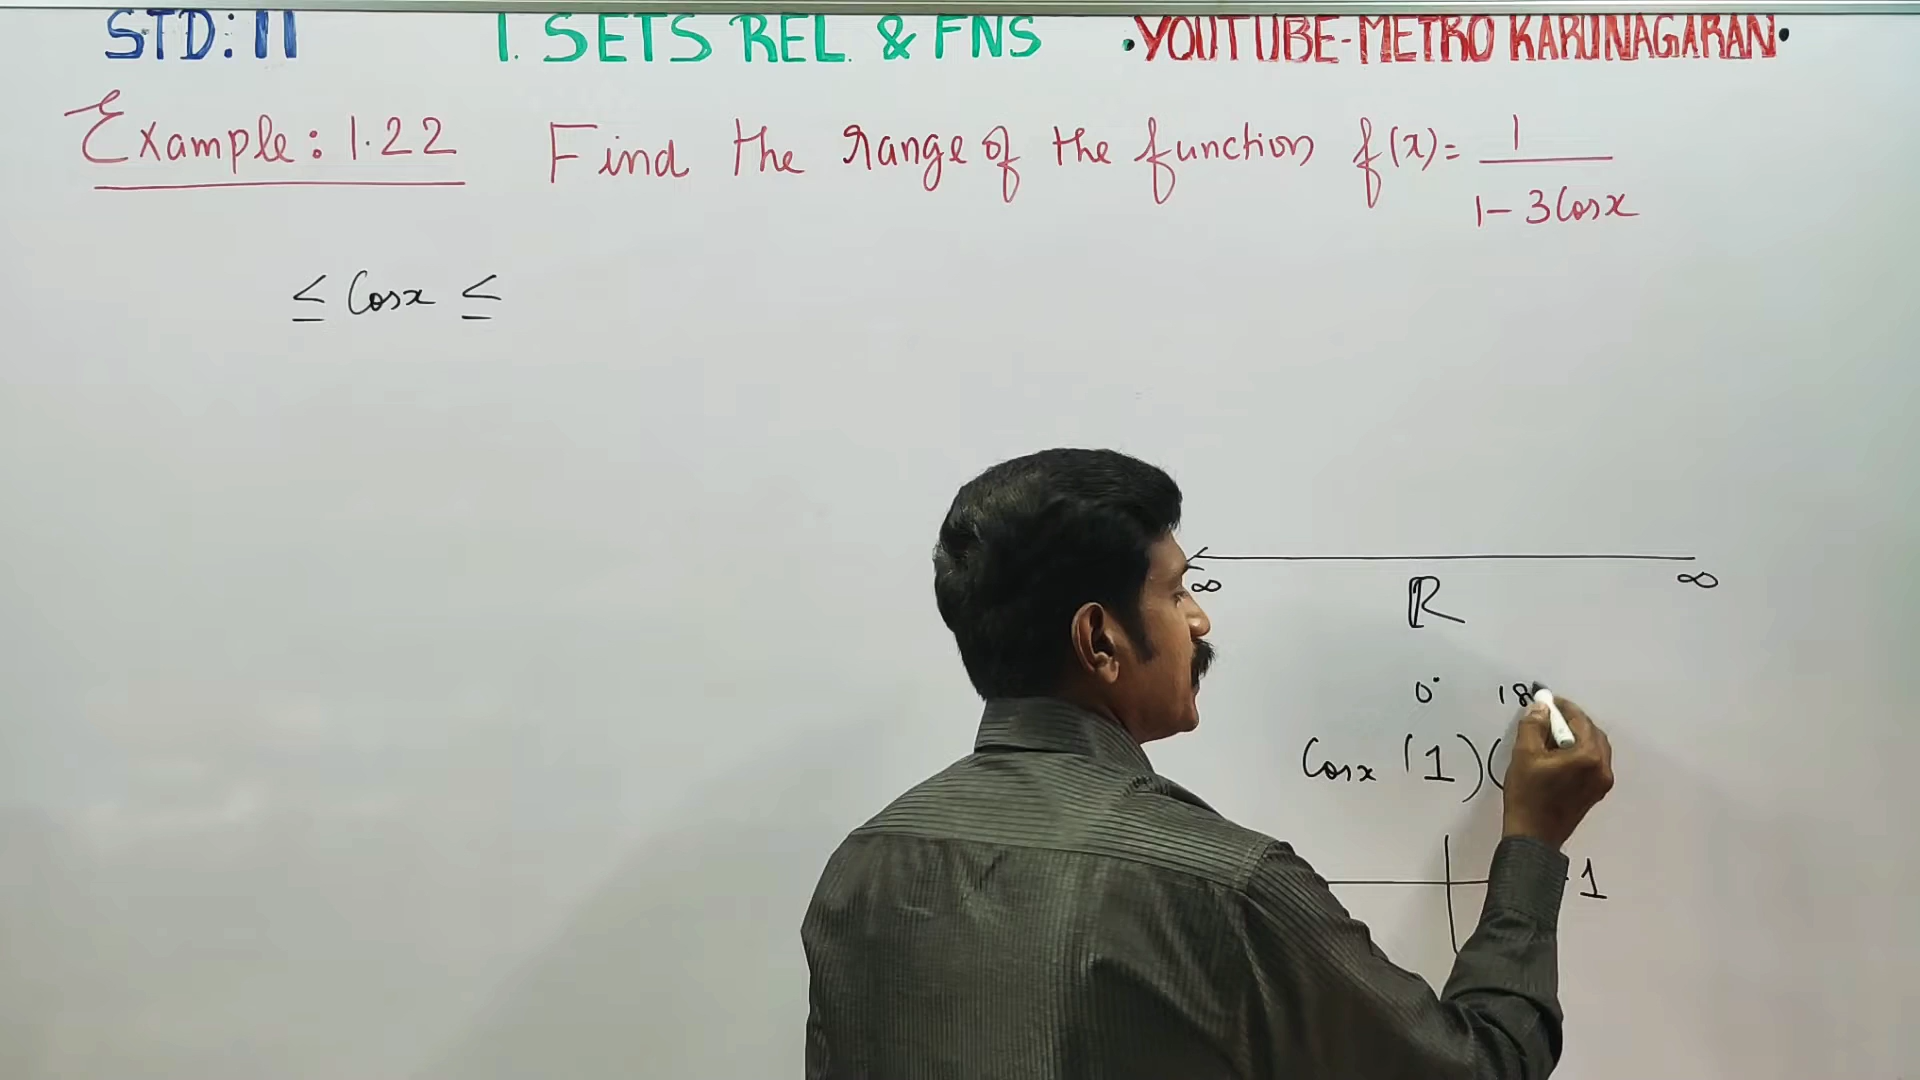 STD: 11 1. SETS REL. & FNS •YOUTUBE-METRO KARUNAGARAN•
Example: 1.22 Find the range of the function f(x)= 1
1-3Cosx
≤ Cosx ≤
∞ ∞
R
0° 18
Cosx (1)(
1